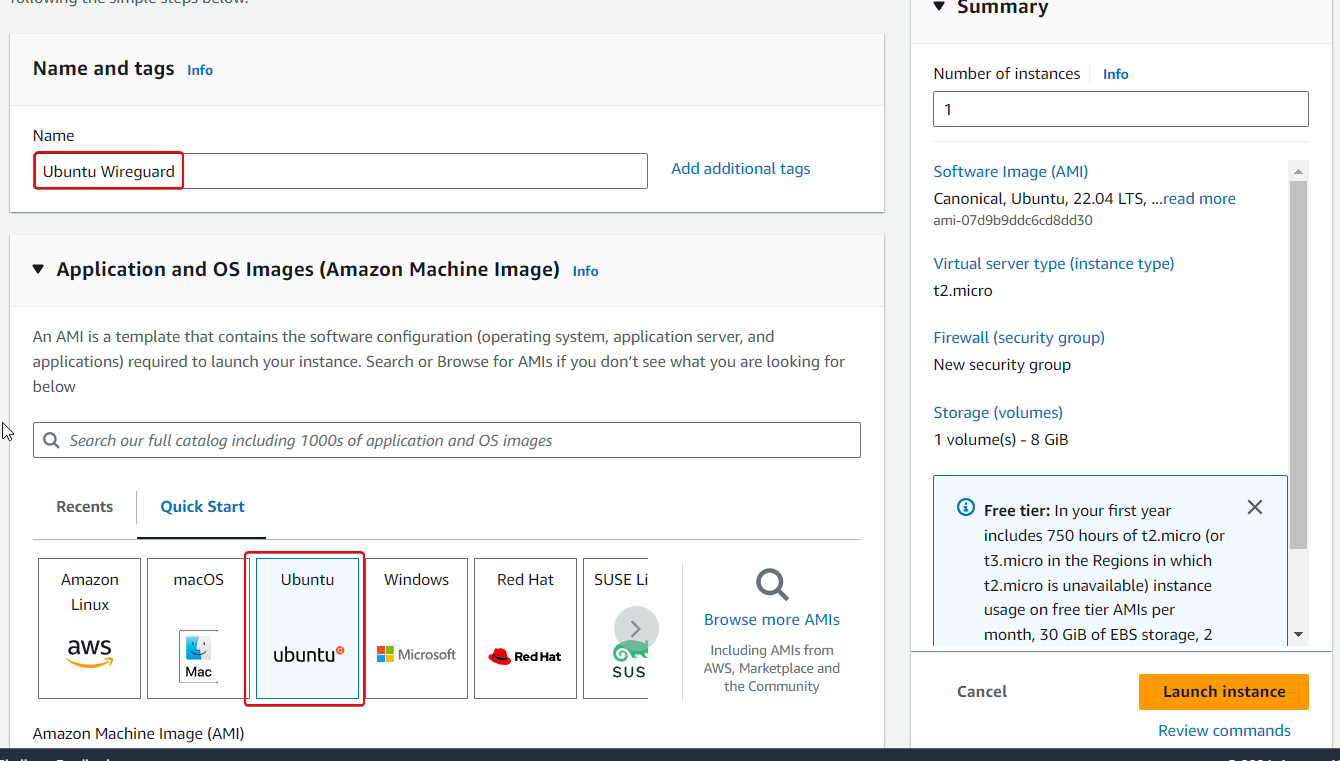 following the simple steps below.
Name and tags Info
Name
Ubuntu Wireguard
Add additional tags
Application and OS Images (Amazon Machine Image) Info
An AMI is a template that contains the software configuration (operating system, application server, and
applications) required to launch your instance. Search or Browse for AMIs if you don’t see what you are looking for
below
Search our full catalog including 1000s of application and OS images
Recents
Quick Start
Amazon
Linux
aws
macOS
Mac
Ubuntu
ubuntu
Windows
Microsoft
Red Hat
Red Hat
SUSE Li
SUS
Browse more AMIs
Including AMIs from
AWS, Marketplace and
the Community
Amazon Machine Image (AMI)
Summary
Number of instances Info
1
Software Image (AMI)
Canonical, Ubuntu, 22.04 LTS, ...read more
ami-07d9b9ddc6cd8dd30
Virtual server type (instance type)
t2.micro
Firewall (security group)
New security group
Storage (volumes)
1 volume(s) - 8 GiB
Free tier: In your first year
includes 750 hours of t2.micro (or
t3.micro in the Regions in which
t2.micro is unavailable) instance
usage on free tier AMIs per
month, 30 GiB of EBS storage, 2
Cancel
Launch instance
Review commands